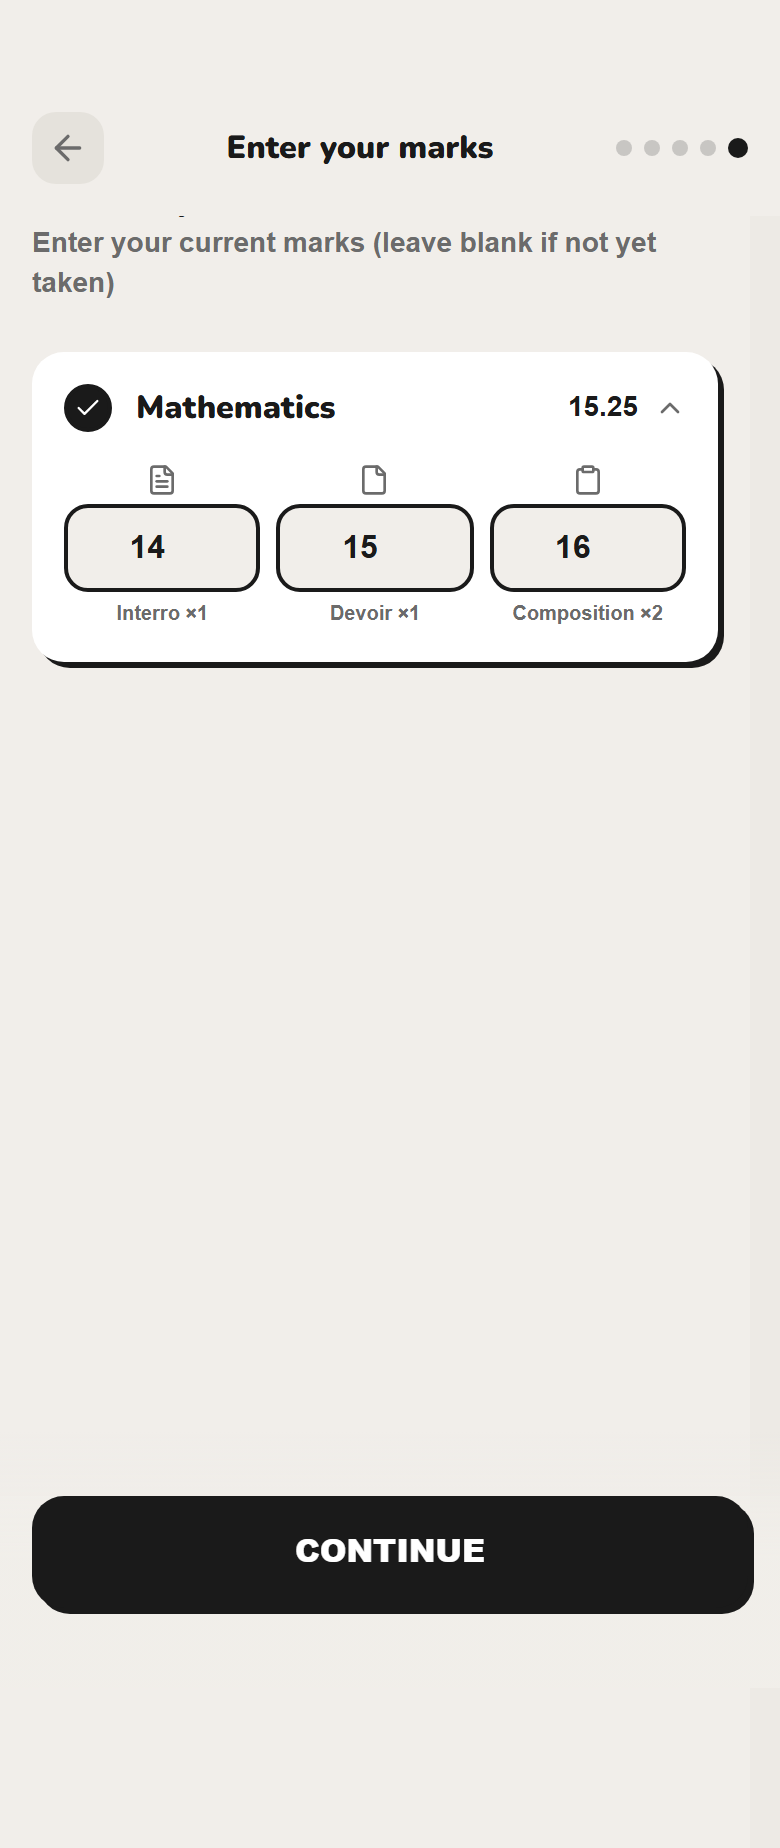 Enter your marks
Enter your current marks (leave blank if not yet
taken)
Mathematics 15.25
14 15 16
Interro ×1 Devoir ×1 Composition ×2
CONTINUE